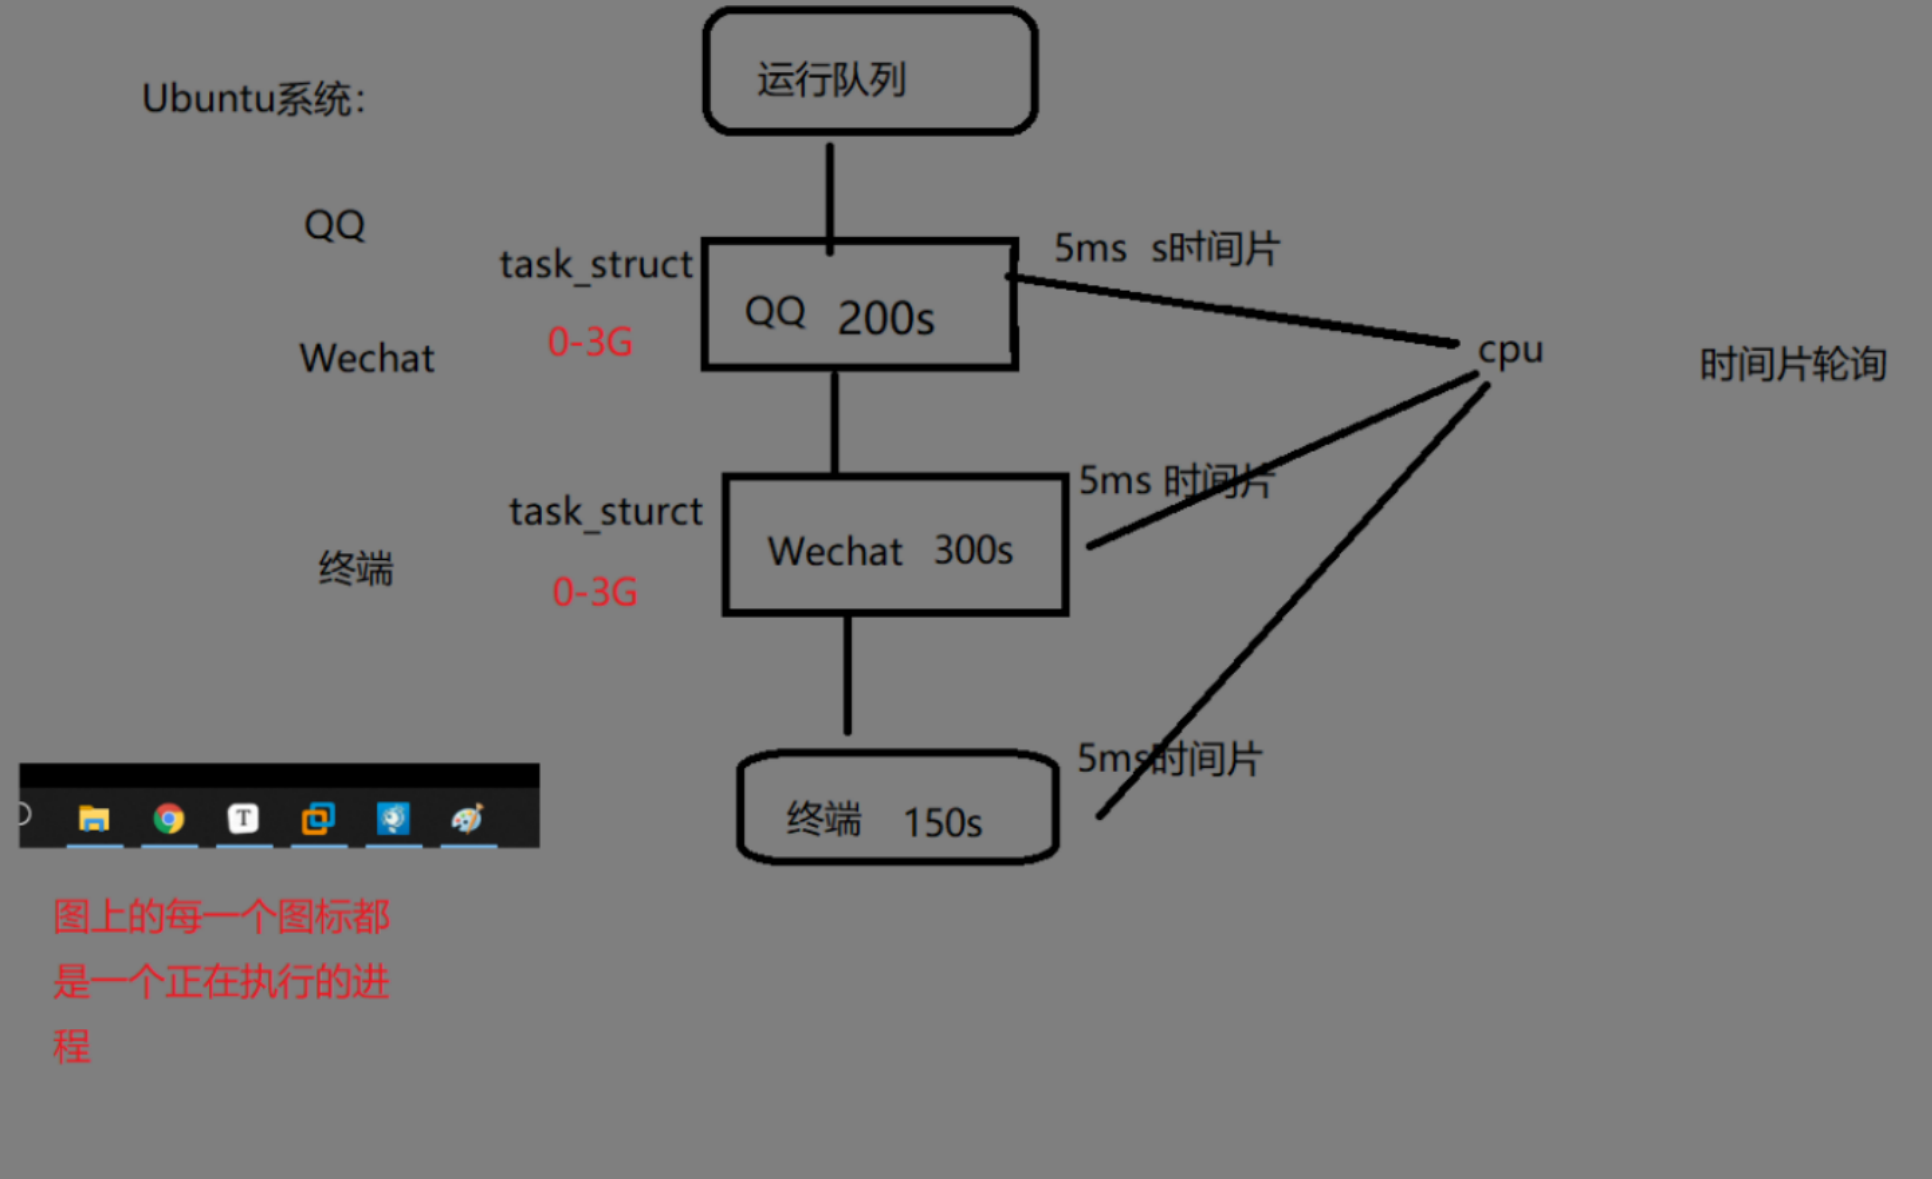 运行队列
Ubuntu系统：
QQ
task_struct
5ms  s时间片
QQ  200s
0-3G
Wechat
cpu
时间片轮询
5ms 时间片
task_sturct
Wechat  300s
终端
0-3G
5ms时间片
终端  150s
T
图上的每一个图标都
是一个正在执行的进
程